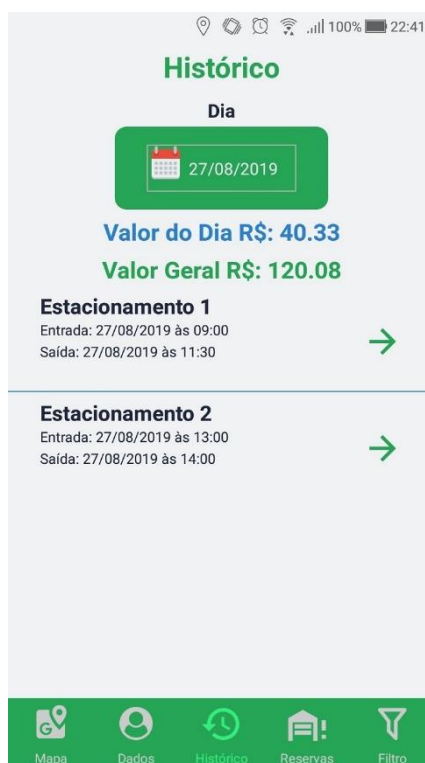 100% 22:41
Histórico
Dia
27/08/2019
Valor do Dia R$: 40.33
Valor Geral R$: 120.08
Estacionamento 1
Entrada: 27/08/2019 às 09:00
Saída: 27/08/2019 às 11:30
Estacionamento 2
Entrada: 27/08/2019 às 13:00
Saída: 27/08/2019 às 14:00
G
Mapa Dados Histórico Reservas Filtro